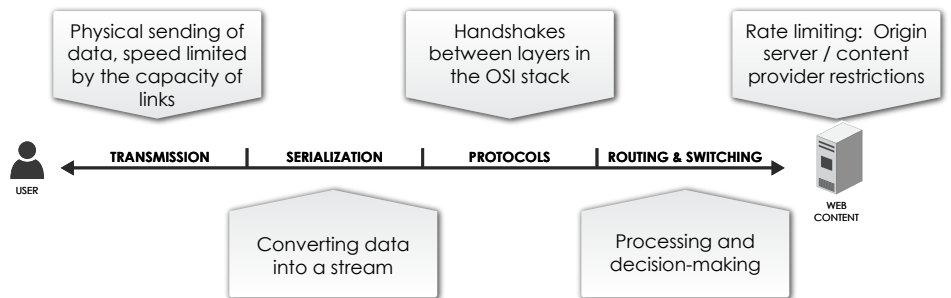 Physical sending of
data, speed limited
by the capacity of
links
Handshakes
between layers in
the OSI stack
Rate limiting:  Origin
server / content
provider restrictions
TRANSMISSION
SERIALIZATION
PROTOCOLS
ROUTING & SWITCHING
USER
WEB
CONTENT
Converting data
into a stream
Processing and
decision-making